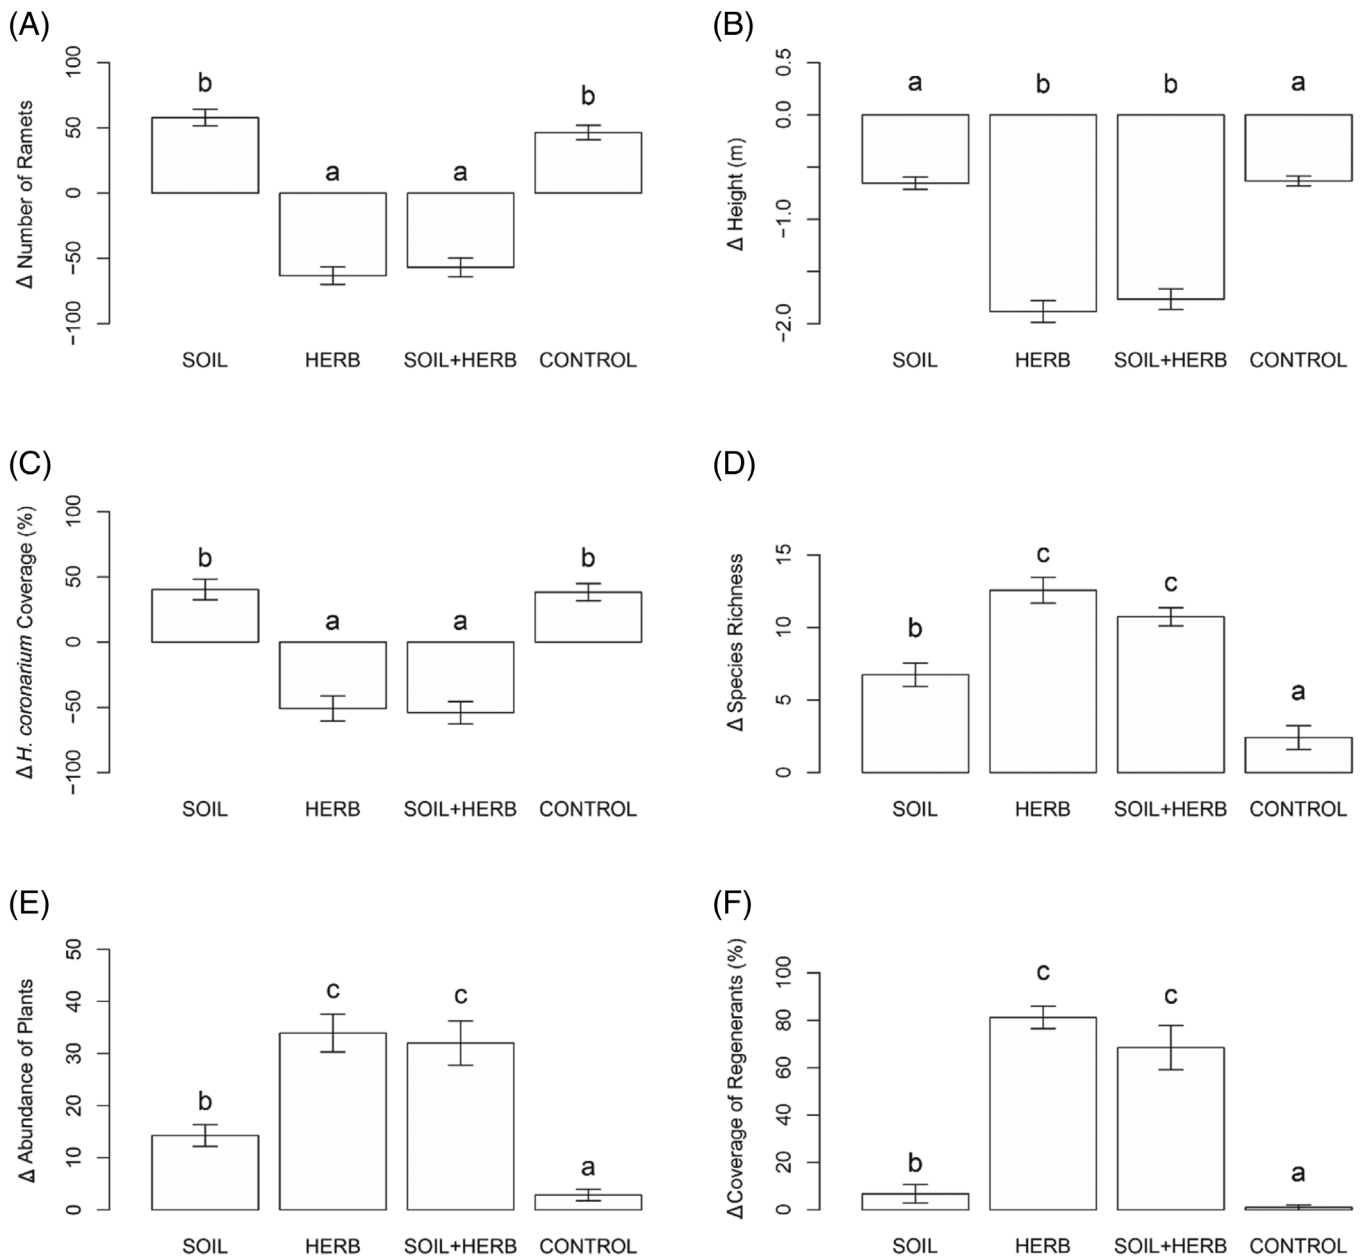 (A)
Δ Number of Ramets
100
50
0
−50
−100
b
a
a
b
SOIL HERB SOIL+HERB CONTROL
(B)
Δ Height (m)
0.5
0.0
−1.0
−2.0
a
b
b
a
SOIL HERB SOIL+HERB CONTROL
(C)
Δ H. coronarium Coverage (%)
100
50
0
−50
−100
b
a
a
b
SOIL HERB SOIL+HERB CONTROL
(D)
Δ Species Richness
15
10
5
0
b
c
c
a
SOIL HERB SOIL+HERB CONTROL
(E)
Δ Abundance of Plants
50
40
30
20
10
0
b
c
c
a
SOIL HERB SOIL+HERB CONTROL
(F)
ΔCoverage of Regenerants (%)
100
80
60
40
20
0
b
c
c
a
SOIL HERB SOIL+HERB CONTROL